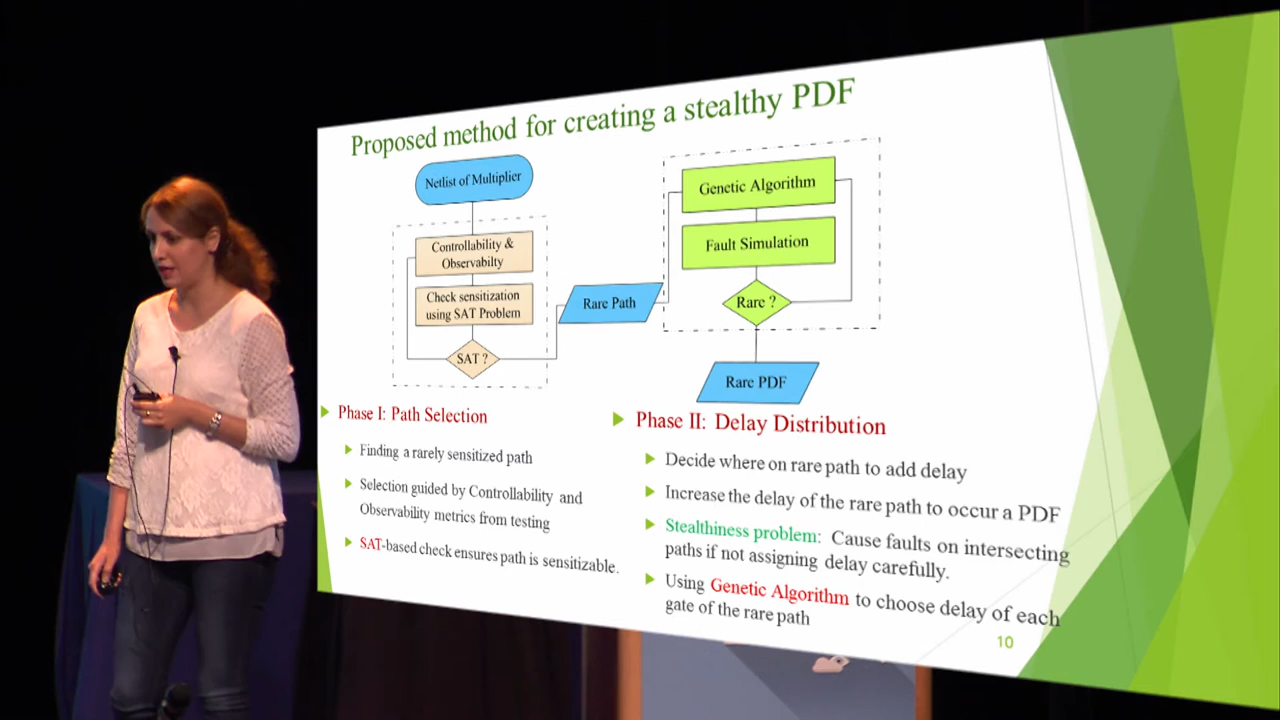 Proposed method for creating a stealthy PDF
Netlist of Multiplier
Controllability &
Observabilty
Check sensitization
using SAT Problem
SAT ?
Rare Path
Genetic Algorithm
Fault Simulation
Rare ?
Rare PDF
Phase I: Path Selection
Finding a rarely sensitized path
Selection guided by Controllability and
Observability metrics from testing
SAT-based check ensures path is sensitizable.
Phase II: Delay Distribution
Decide where on rare path to add delay
Increase the delay of the rare path to occur a PDF
Stealthiness problem: Cause faults on intersecting
paths if not assigning delay carefully.
Using Genetic Algorithm to choose delay of each
gate of the rare path
10